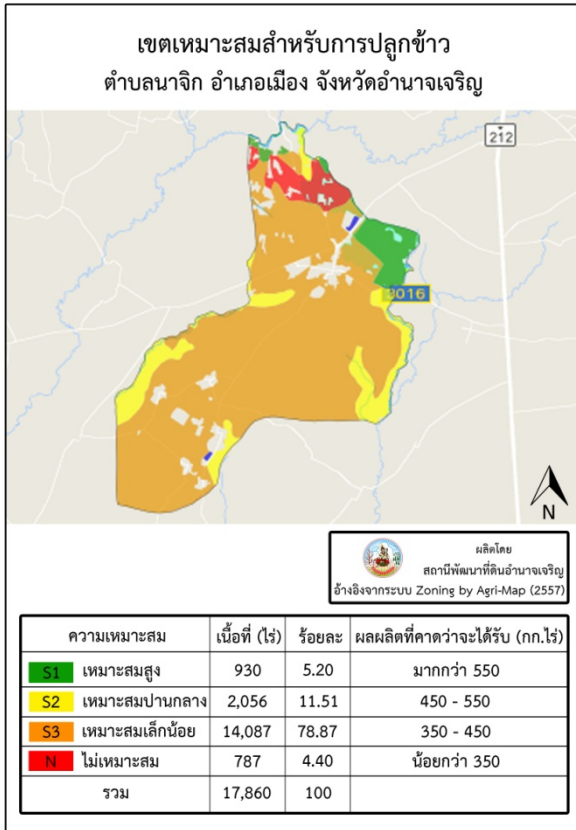 เขตเหมาะสมสำหรับการปลูกข้าว
ตำบลนาจิก อำเภอเมือง จังหวัดอำนาจเจริญ
212
3016
N
ผลิตโดย
สถานีพัฒนาที่ดินอำนาจเจริญ
อ้างอิงจากระบบ Zoning by Agri-Map (2557)
ความเหมาะสม เนื้อที่ (ไร่) ร้อยละ ผลผลิตที่คาดว่าจะได้รับ (กก.ไร่)
S1 เหมาะสมสูง 930 5.20 มากกว่า 550
S2 เหมาะสมปานกลาง 2,056 11.51 450 - 550
S3 เหมาะสมเล็กน้อย 14,087 78.87 350 - 450
N ไม่เหมาะสม 787 4.40 น้อยกว่า 350
รวม 17,860 100